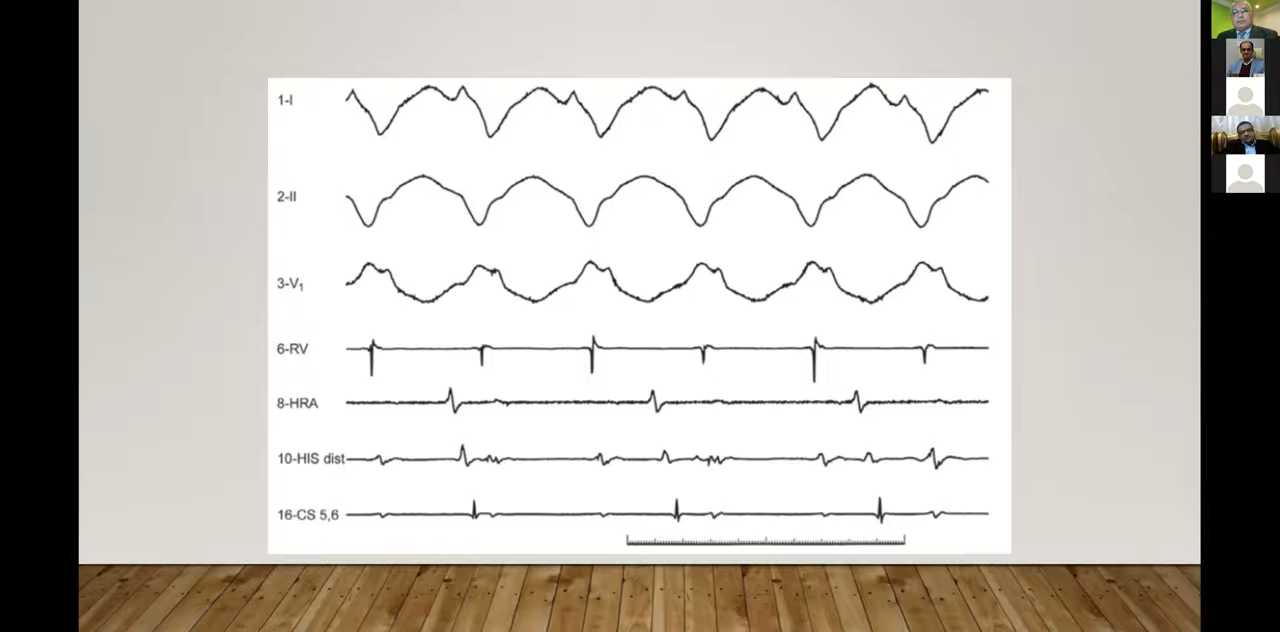 1-I
2-II
3-V₁
6-RV
8-HRA
10-HIS dist
16-CS 5,6